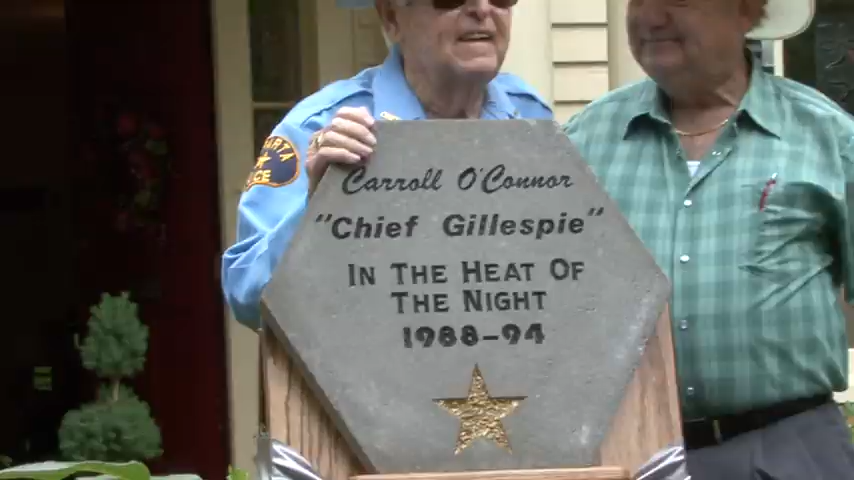 Carroll O'Connor
"Chief Gillespie"
IN THE HEAT OF
THE NIGHT
1988-94